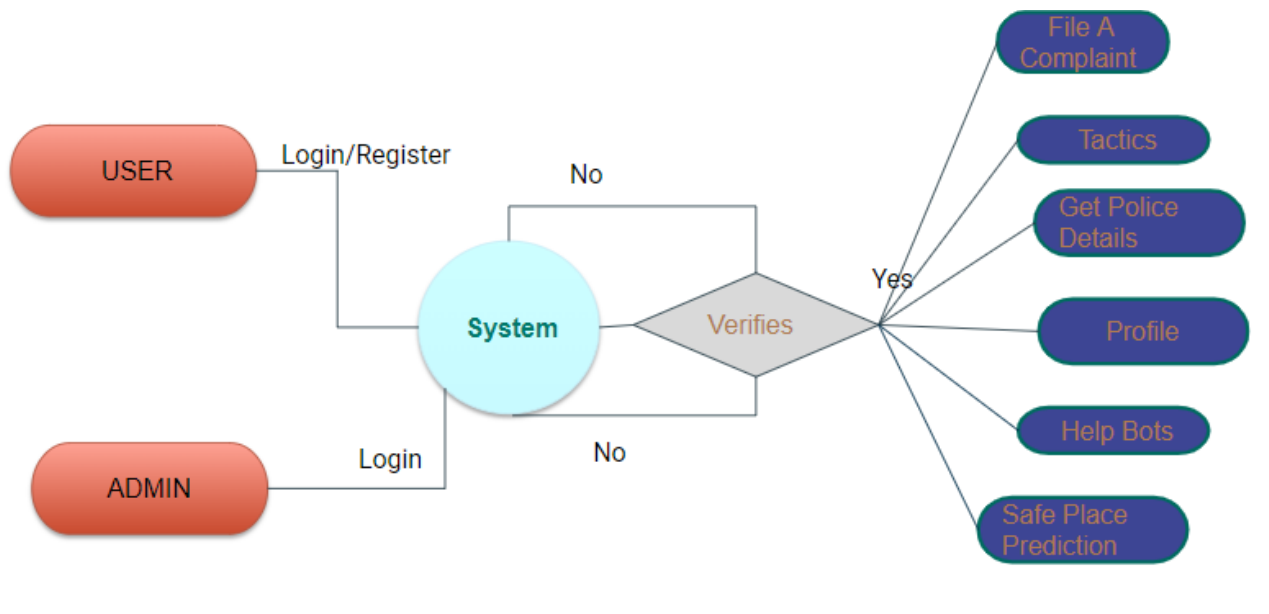 File A
Complaint
USER
Login/Register
No
Tactics
Get Police
Details
Yes
System
Verifies
Profile
ADMIN
Login
No
Help Bots
Safe Place
Prediction